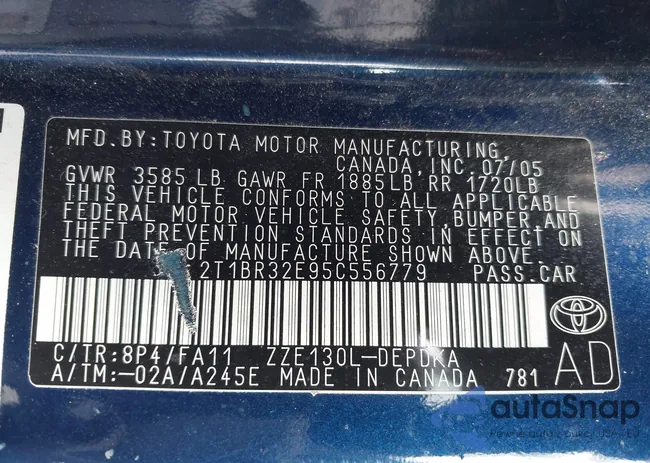 MFD. BY: TOYOTA MOTOR MANUFACTURING,
CANADA, INC. 07/05
GVWR 3585 LB GAWR FR 1885LB RR 1720LB
THIS VEHICLE CONFORMS TO ALL APPLICABLE
FEDERAL MOTOR VEHICLE SAFETY, BUMPER AND
THEFT PREVENTION STANDARDS IN EFFECT ON
THE DATE OF MANUFACTURE SHOWN ABOVE.
2T1BR32E95C556779 PASS.CAR
C/TR:8P4/FA11 ZZE130L-DEPDKA
A/TM:-02A/A245E MADE IN CANADA 781 AD
autaSnap